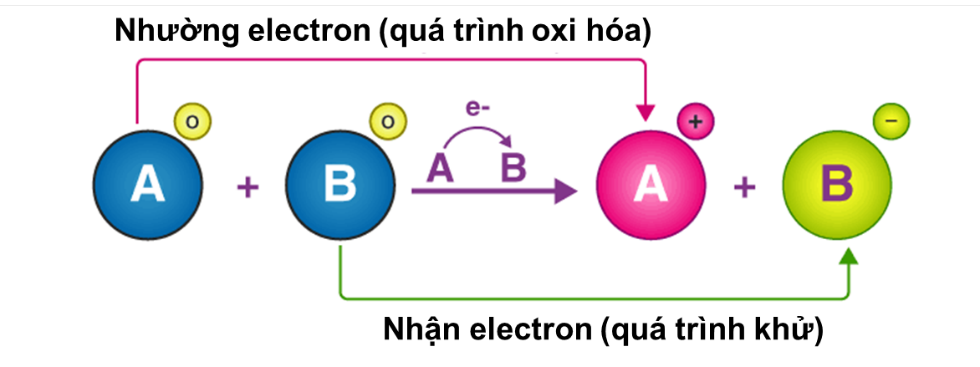 Nhường electron (quá trình oxi hóa)
e-
A B
A o + B o A + + B −
Nhận electron (quá trình khử)